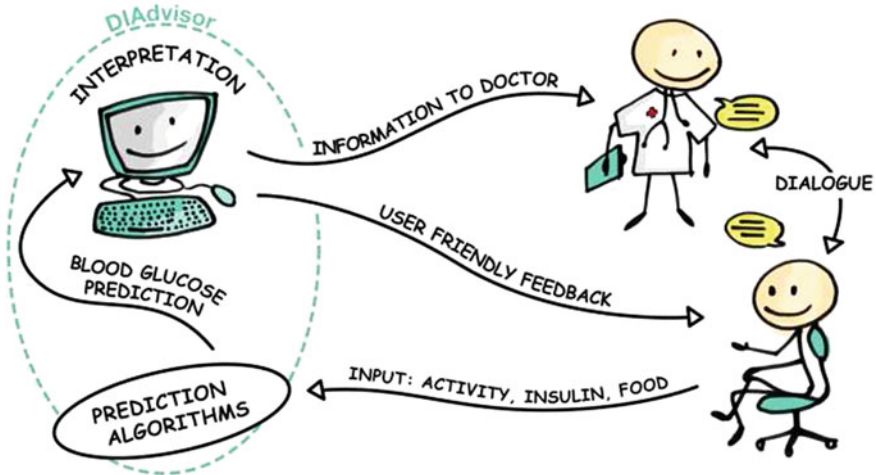 DIAdvisor
INTERPRETATION
INFORMATION TO DOCTOR
DIALOGUE
USER FRIENDLY FEEDBACK
BLOOD GLUCOSE
PREDICTION
INPUT: ACTIVITY, INSULIN, FOOD
PREDICTION
ALGORITHMS